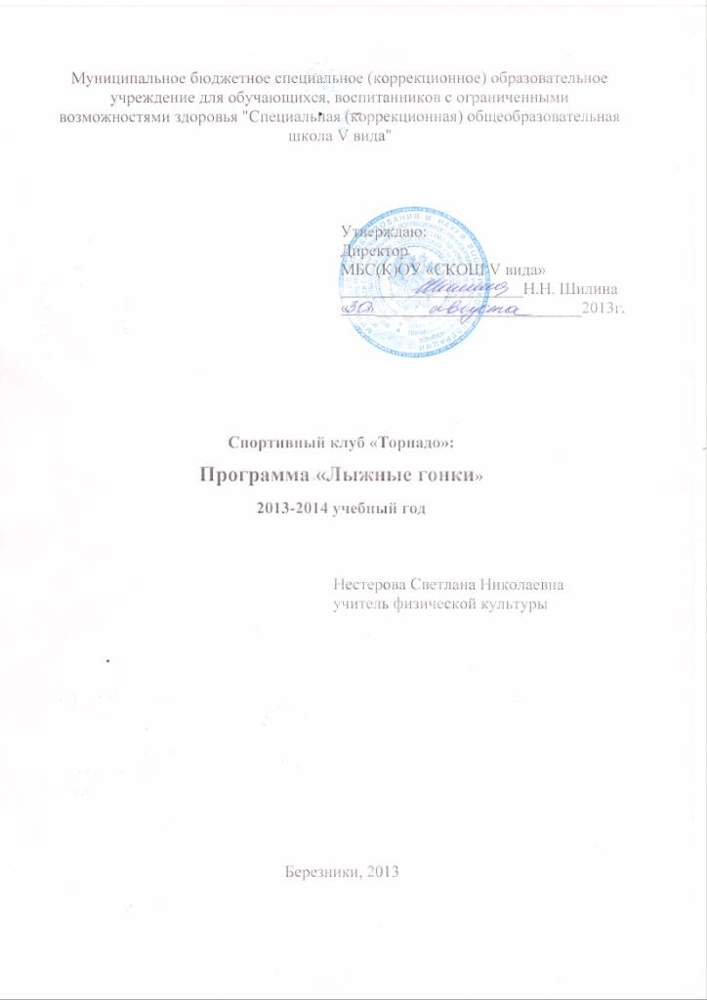 Муниципальное бюджетное специальное (коррекционное) образовательное
учреждение для обучающихся, воспитанников с ограниченными
возможностями здоровья "Специальная (коррекционная) общеобразовательная
школа V вида"
Утверждаю:
Директор
МБС(К)ОУ «СКОШ V вида»
Н.Н. Шилина
«30» августа 2013г.
Спортивный клуб «Торнадо»:
Программа «Лыжные гонки»
2013-2014 учебный год
Нестерова Светлана Николаевна
учитель физической культуры
Березники, 2013